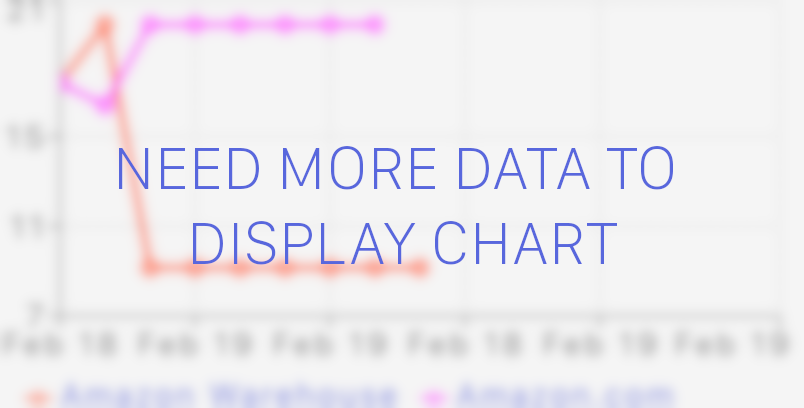 21
NEED MORE DATA TO
15
DISPLAY CHART
11
7
Feb 18 Feb 19 Feb 19 Feb 18 Feb 19 Feb 19
Amazon Warehouse Amazon.com